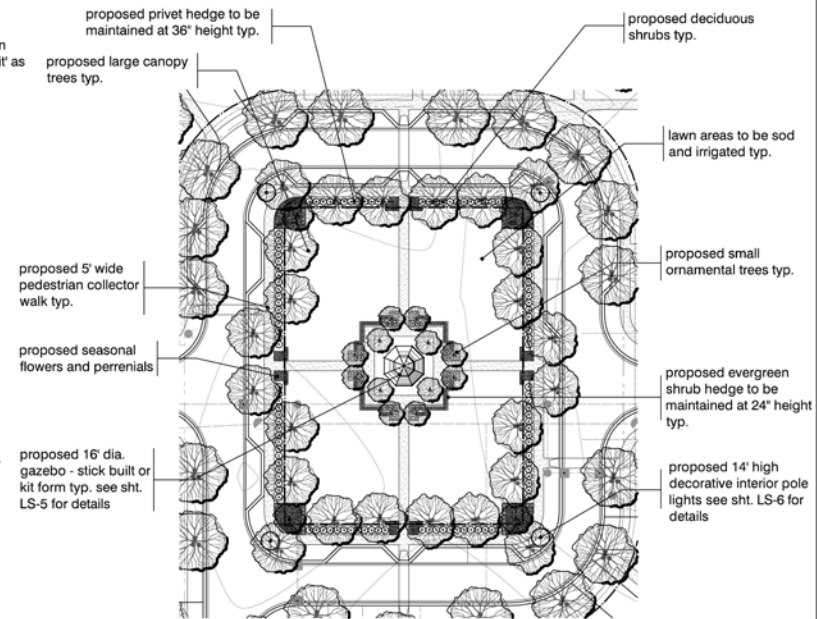 proposed privet hedge to be
maintained at 36" height typ.
proposed deciduous
shrubs typ.
n
it' as
proposed large canopy
trees typ.
lawn areas to be sod
and irrigated typ.
proposed small
ornamental trees typ.
proposed 5' wide
pedestrian collector
walk typ.
proposed seasonal
flowers and perrenials
proposed evergreen
shrub hedge to be
maintained at 24" height
typ.
proposed 16' dia.
gazebo - stick built or
kit form typ. see sht.
LS-5 for details
proposed 14' high
decorative interior pole
lights see sht. LS-6 for
details